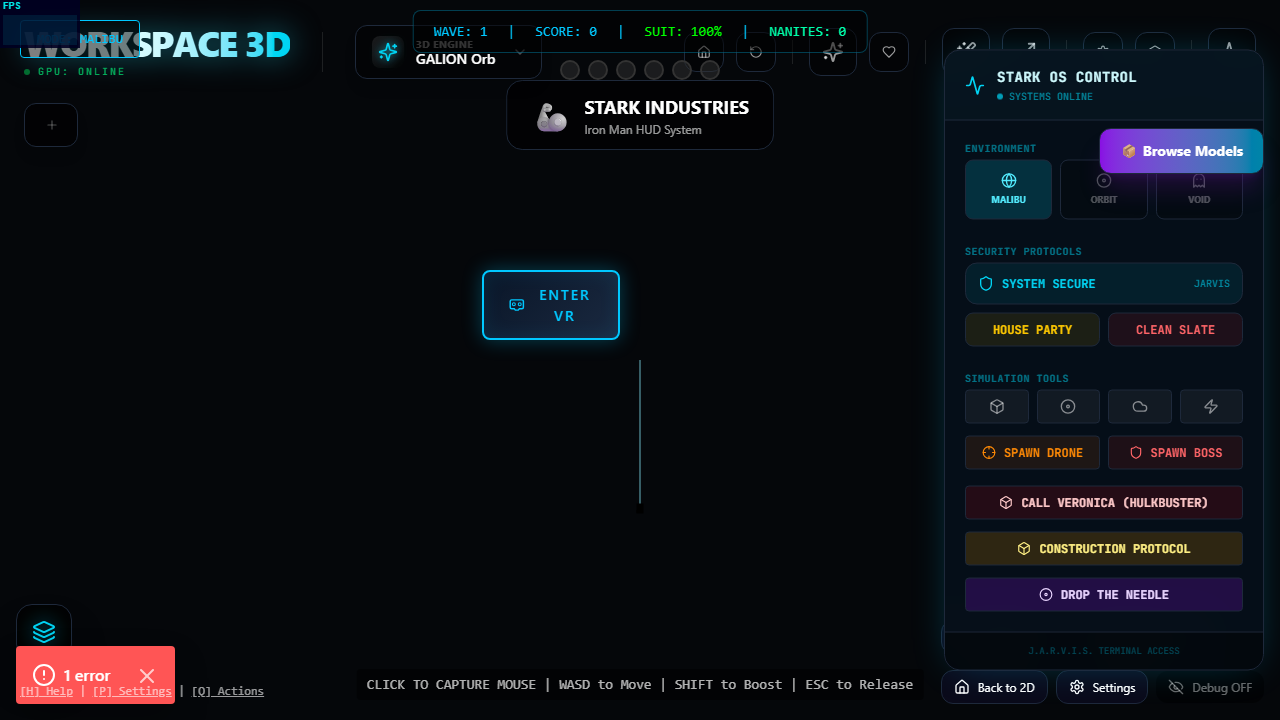 FPS
WORKSPACE 3D
MALIBU
GPU: ONLINE
WAVE: 1 | SCORE: 0 | SUIT: 100% | NANITES: 0
3D ENGINE
GALION Orb
STARK INDUSTRIES
Iron Man HUD System
ENTER
VR
STARK OS CONTROL
SYSTEMS ONLINE
Browse Models
ENVIRONMENT
MALIBU
ORBIT
VOID
SECURITY PROTOCOLS
SYSTEM SECURE
JARVIS
HOUSE PARTY
CLEAN SLATE
SIMULATION TOOLS
SPAWN DRONE
SPAWN BOSS
CALL VERONICA (HULKBUSTER)
CONSTRUCTION PROTOCOL
DROP THE NEEDLE
J.A.R.V.I.S. TERMINAL ACCESS
1 error
[H] Help | [P] Settings | [Q] Actions
CLICK TO CAPTURE MOUSE | WASD to Move | SHIFT to Boost | ESC to Release
Back to 2D
Settings
Debug OFF